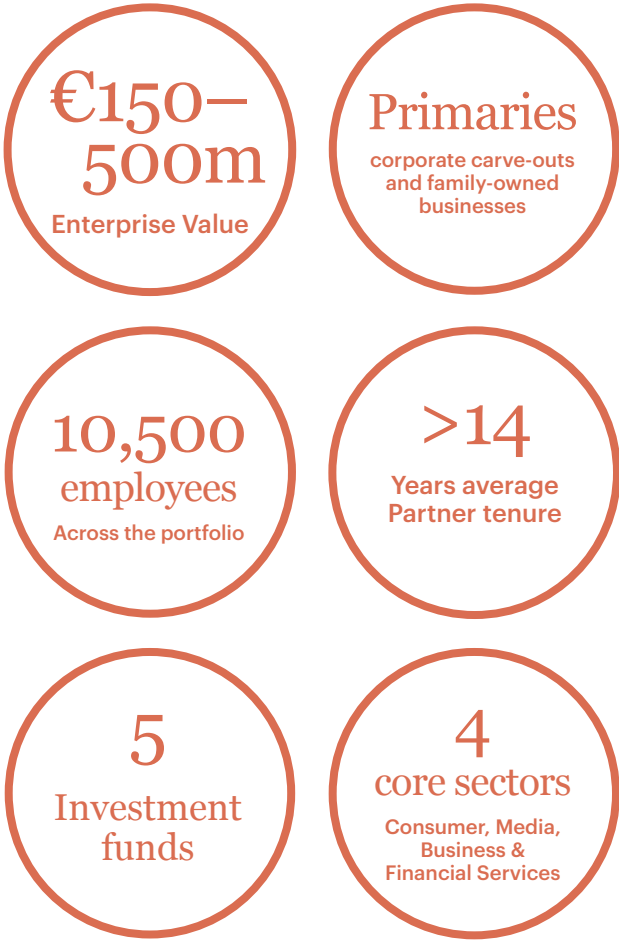 €150–
500m
Enterprise Value
Primaries
corporate carve-outs
and family-owned
businesses
10,500
employees
Across the portfolio
>14
Years average
Partner tenure
5
Investment
funds
4
core sectors
Consumer, Media,
Business &
Financial Services